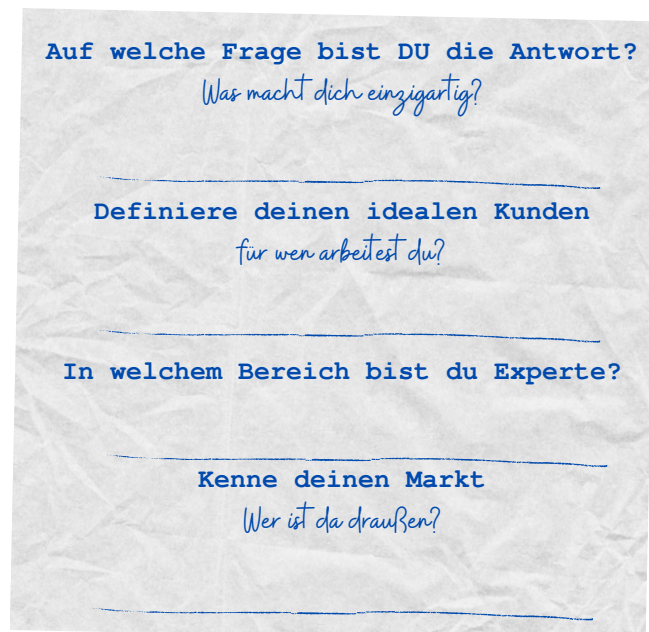 Auf welche Frage bist DU die Antwort?
Was macht dich einzigartig?
Definiere deinen idealen Kunden
für wen arbeitest du?
In welchem Bereich bist du Experte?
Kenne deinen Markt
Wer ist da draußen?